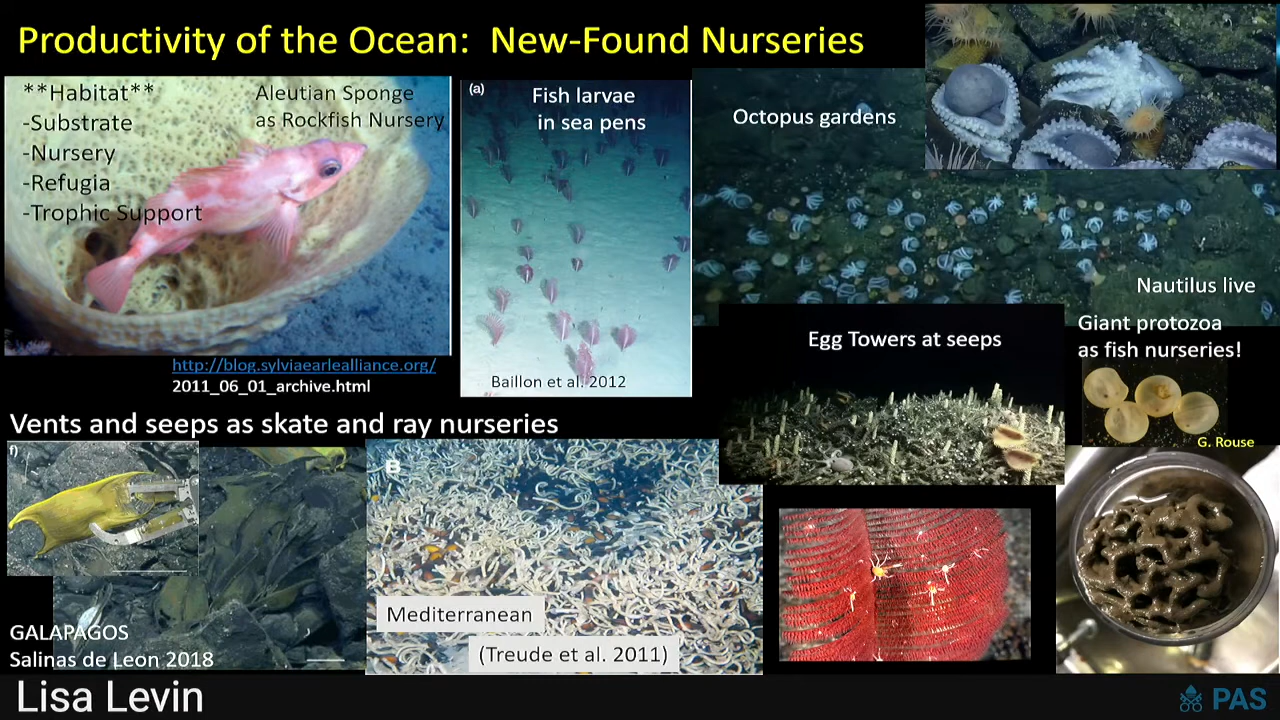 Productivity of the Ocean:  New-Found Nurseries
**Habitat**
-Substrate
-Nursery
-Refugia
-Trophic Support
Aleutian Sponge
as Rockfish Nursery
http://blog.sylviaearlealliance.org/
2011_06_01_archive.html
(a)
Fish larvae
in sea pens
Baillon et al. 2012
Octopus gardens
Nautilus live
Egg Towers at seeps
Giant protozoa
as fish nurseries!
G. Rouse
Vents and seeps as skate and ray nurseries
f)
GALAPAGOS
Salinas de Leon 2018
B
Mediterranean
(Treude et al. 2011)
Lisa Levin
PAS